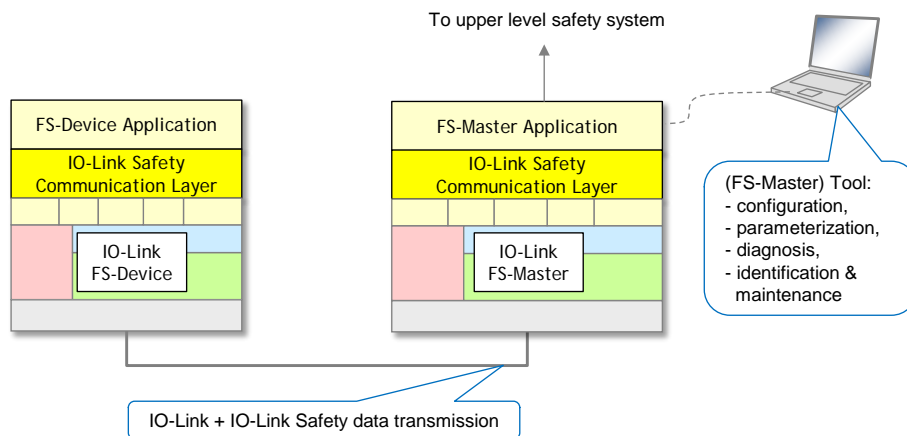 To upper level safety system
FS-Device Application
IO-Link Safety
Communication Layer
IO-Link
FS-Device
FS-Master Application
IO-Link Safety
Communication Layer
IO-Link
FS-Master
(FS-Master) Tool:
- configuration,
- parameterization,
- diagnosis,
- identification &
maintenance
IO-Link + IO-Link Safety data transmission